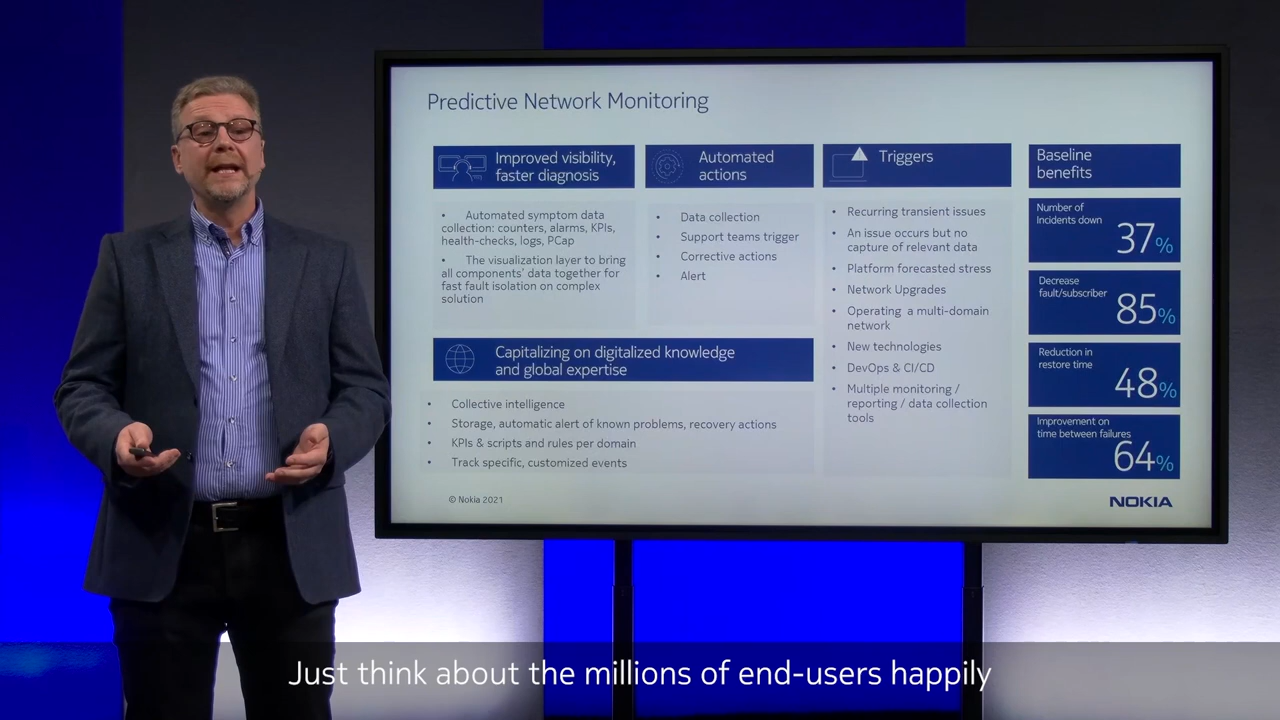 Predictive Network Monitoring
Improved visibility,
faster diagnosis
• Automated symptom data
collection: counters, alarms, KPIs,
health-checks, logs, PCap
• The visualization layer to bring
all components' data together for
fast fault isolation on complex
solution
Automated
actions
• Data collection
• Support teams trigger
• Corrective actions
• Alert
Capitalizing on digitalized knowledge
and global expertise
• Collective intelligence
• Storage, automatic alert of known problems, recovery actions
• KPIs & scripts and rules per domain
• Track specific, customized events
Triggers
• Recurring transient issues
• An issue occurs but no
capture of relevant data
• Platform forecasted stress
• Network Upgrades
• Operating a multi-domain
network
• New technologies
• DevOps & CI/CD
• Multiple monitoring /
reporting / data collection
tools
Baseline
benefits
Number of
Incidents down
37%
Decrease
fault/subscriber
85%
Reduction in
restore time
48%
Improvement on
time between failures
64%
© Nokia 2021
NOKIA
Just think about the millions of end-users happily